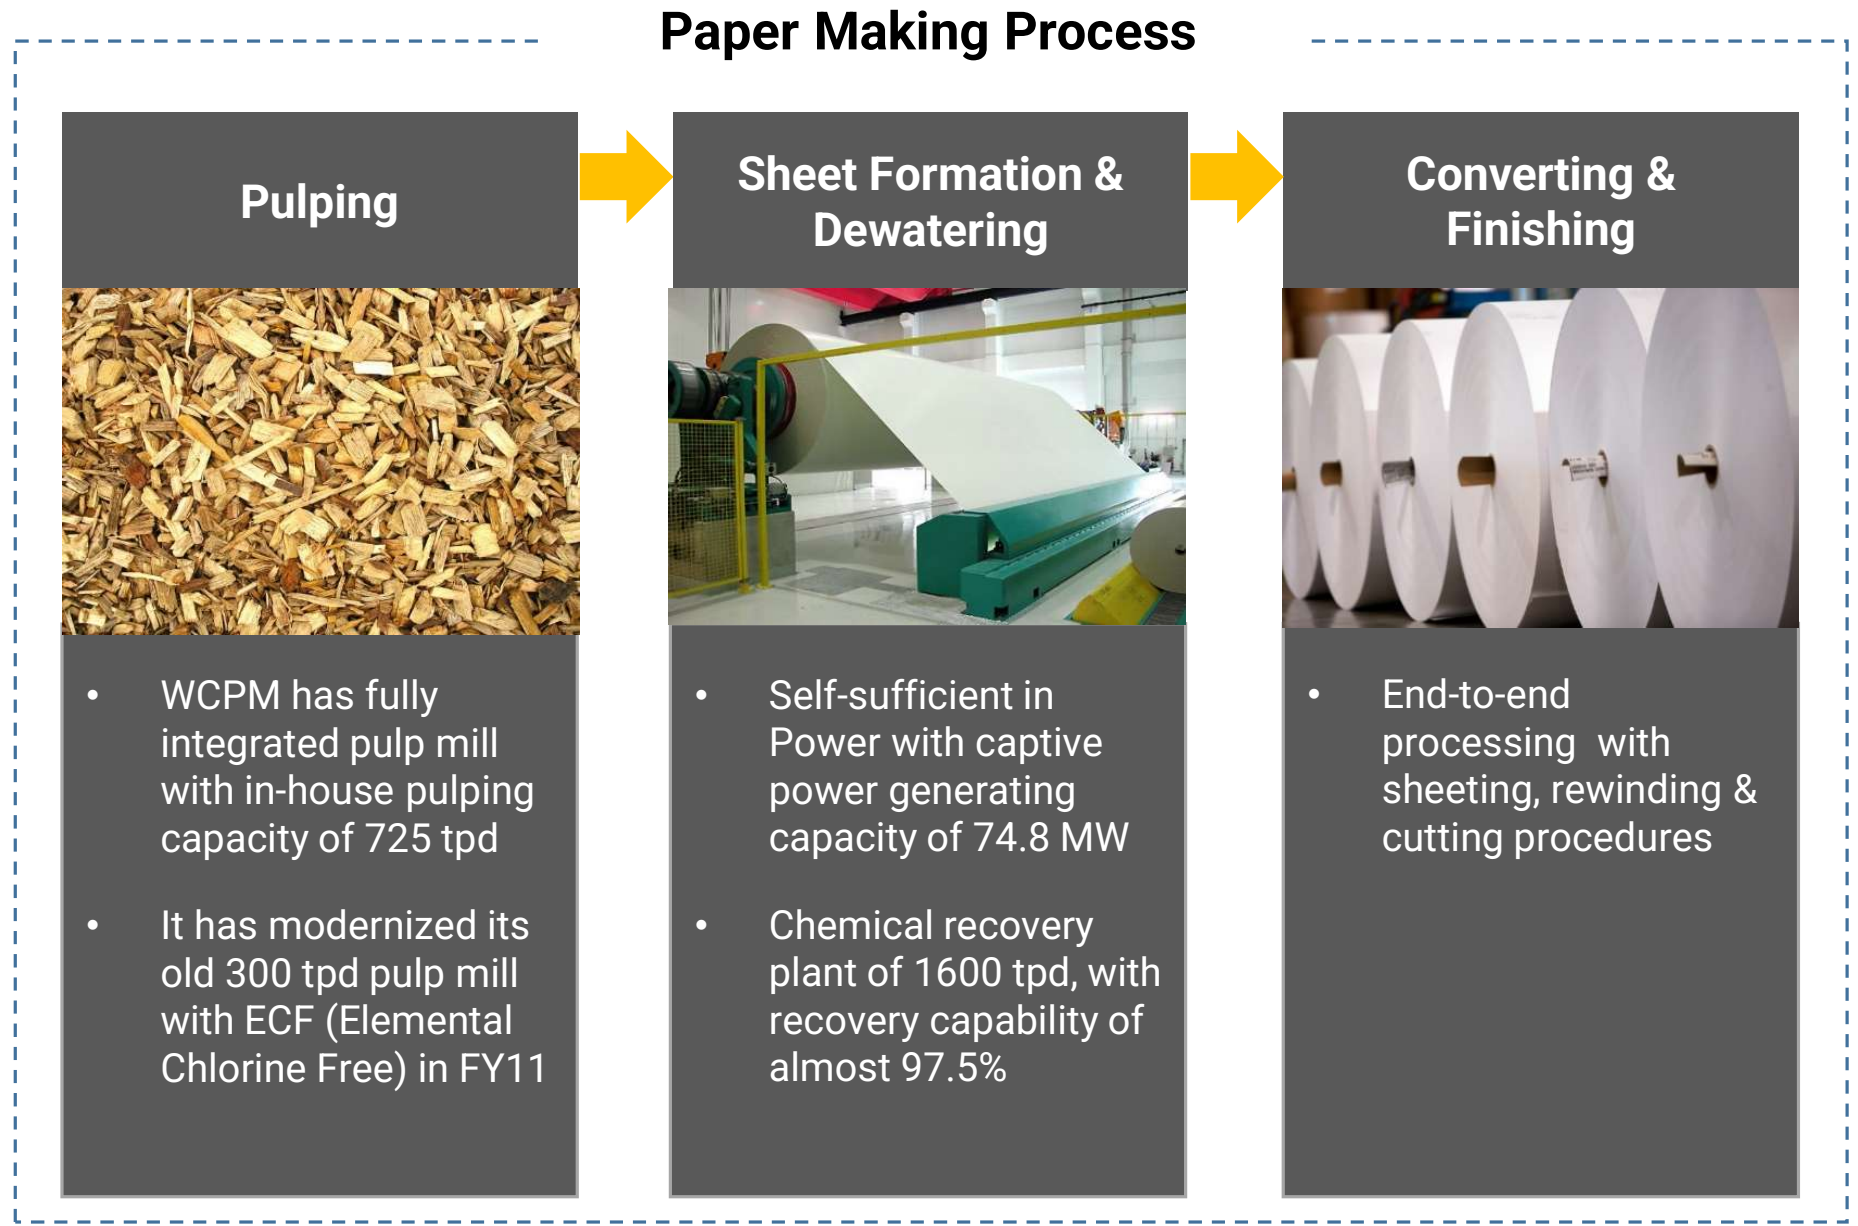 Paper Making Process
Pulping
Sheet Formation &
Dewatering
Converting &
Finishing
• WCPM has fully
integrated pulp mill
with in-house pulping
capacity of 725 tpd
• It has modernized its
old 300 tpd pulp mill
with ECF (Elemental
Chlorine Free) in FY11
• Self-sufficient in
Power with captive
power generating
capacity of 74.8 MW
• Chemical recovery
plant of 1600 tpd, with
recovery capability of
almost 97.5%
• End-to-end
processing  with
sheeting, rewinding &
cutting procedures